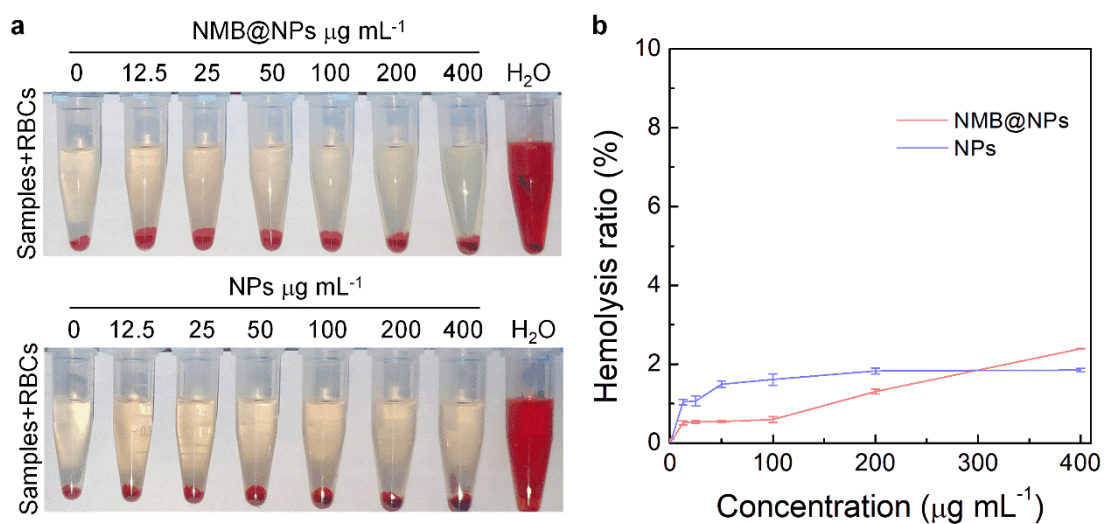 a
NMB@NPs μg mL⁻¹
0 12.5 25 50 100 200 400 H₂O
Samples+RBCs
NPs μg mL⁻¹
0 12.5 25 50 100 200 400 H₂O
Samples+RBCs
b
10
8
6
4
2
0
Hemolysis ratio (%)
NMB@NPs
NPs
0 100 200 300 400
Concentration (μg mL⁻¹)